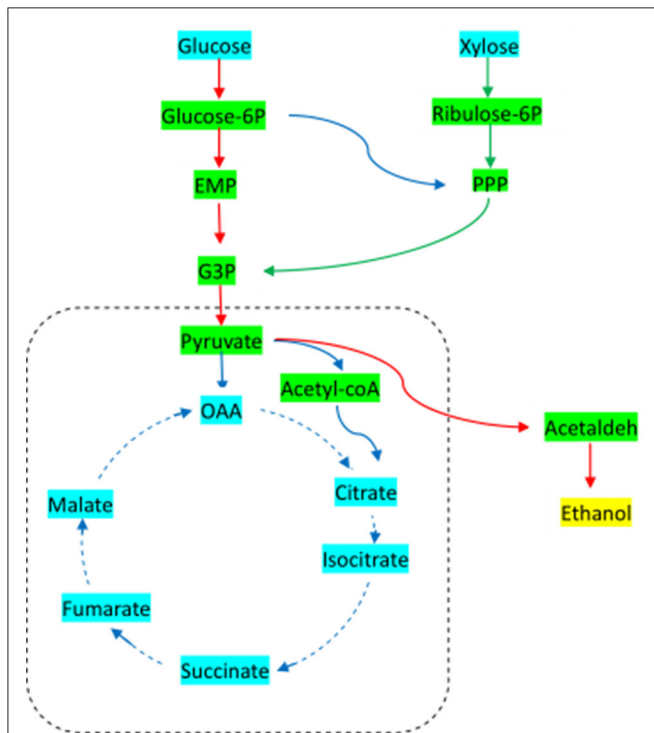 Glucose
Xylose
Glucose-6P
Ribulose-6P
EMP
PPP
G3P
Pyruvate
Acetyl-coA
OAA
Acetaldeh
Citrate
Malate
Ethanol
Isocitrate
Fumarate
Succinate